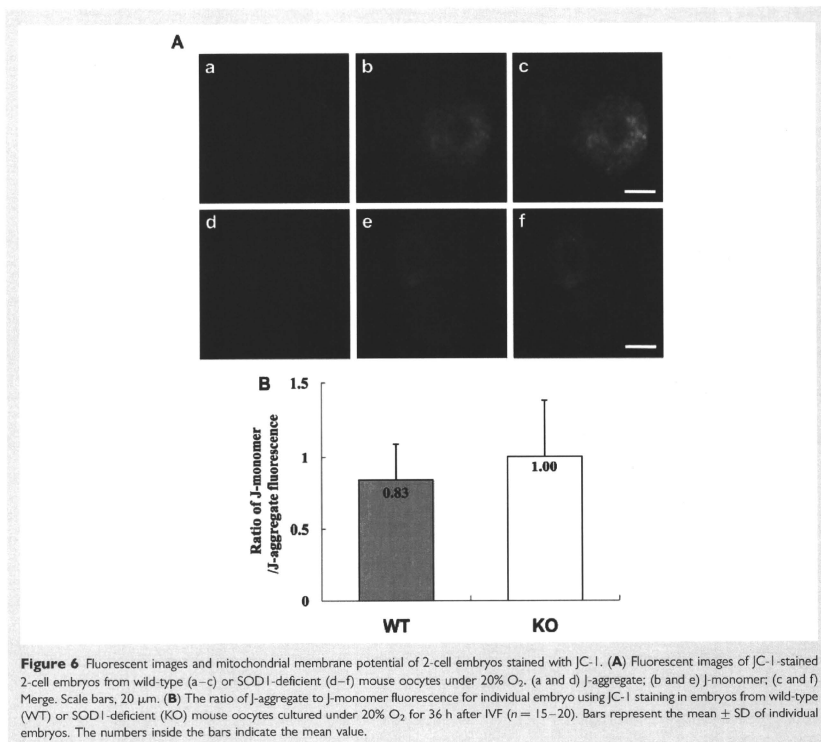 A
a b c
d e f
B
1.5
1
0.5
0
Ratio of J-monomer
/J-aggregate fluorescence
0.83
1.00
WT KO
Figure 6 Fluorescent images and mitochondrial membrane potential of 2-cell embryos stained with JC-1. (A) Fluorescent images of JC-1-stained
2-cell embryos from wild-type (a–c) or SOD1-deficient (d–f) mouse oocytes under 20% O₂. (a and d) J-aggregate; (b and e) J-monomer; (c and f)
Merge. Scale bars, 20 μm. (B) The ratio of J-aggregate to J-monomer fluorescence for individual embryo using JC-1 staining in embryos from wild-type
(WT) or SOD1-deficient (KO) mouse oocytes cultured under 20% O₂ for 36 h after IVF (n = 15–20). Bars represent the mean ± SD of individual
embryos. The numbers inside the bars indicate the mean value.